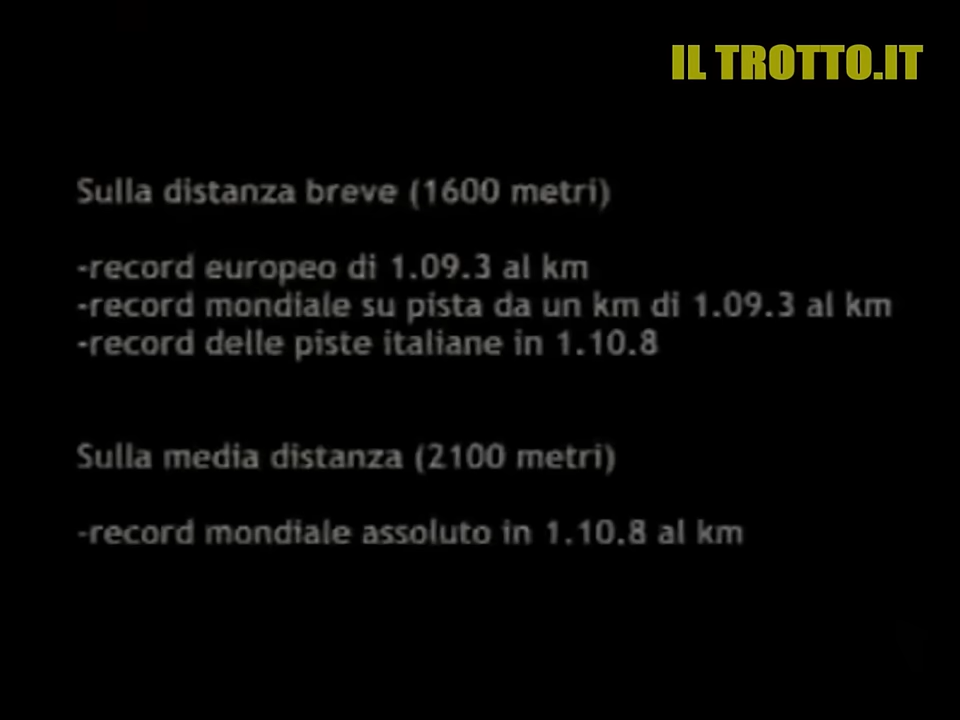 IL TROTTO.IT
Sulla distanza breve (1600 metri)
-record europeo di 1.09.3 al km
-record mondiale su pista da un km di 1.09.3 al km
-record delle piste italiane in 1.10.8
Sulla media distanza (2100 metri)
-record mondiale assoluto in 1.10.8 al km